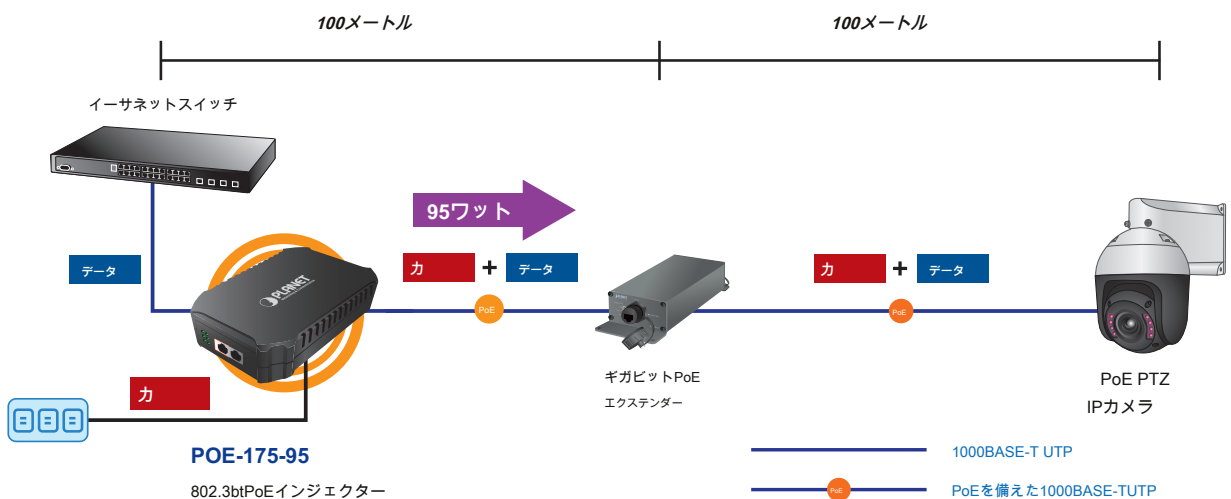 100メートル
100メートル
イーサネットスイッチ
95ワット
データ
力 + データ
力 + データ
PLANET
PoE
PoE
ギガビットPoE
エクステンダー
PoE PTZ
IPカメラ
力
POE-175-95
802.3btPoEインジェクター
1000BASE-T UTP
PoE
PoEを備えた1000BASE-TUTP